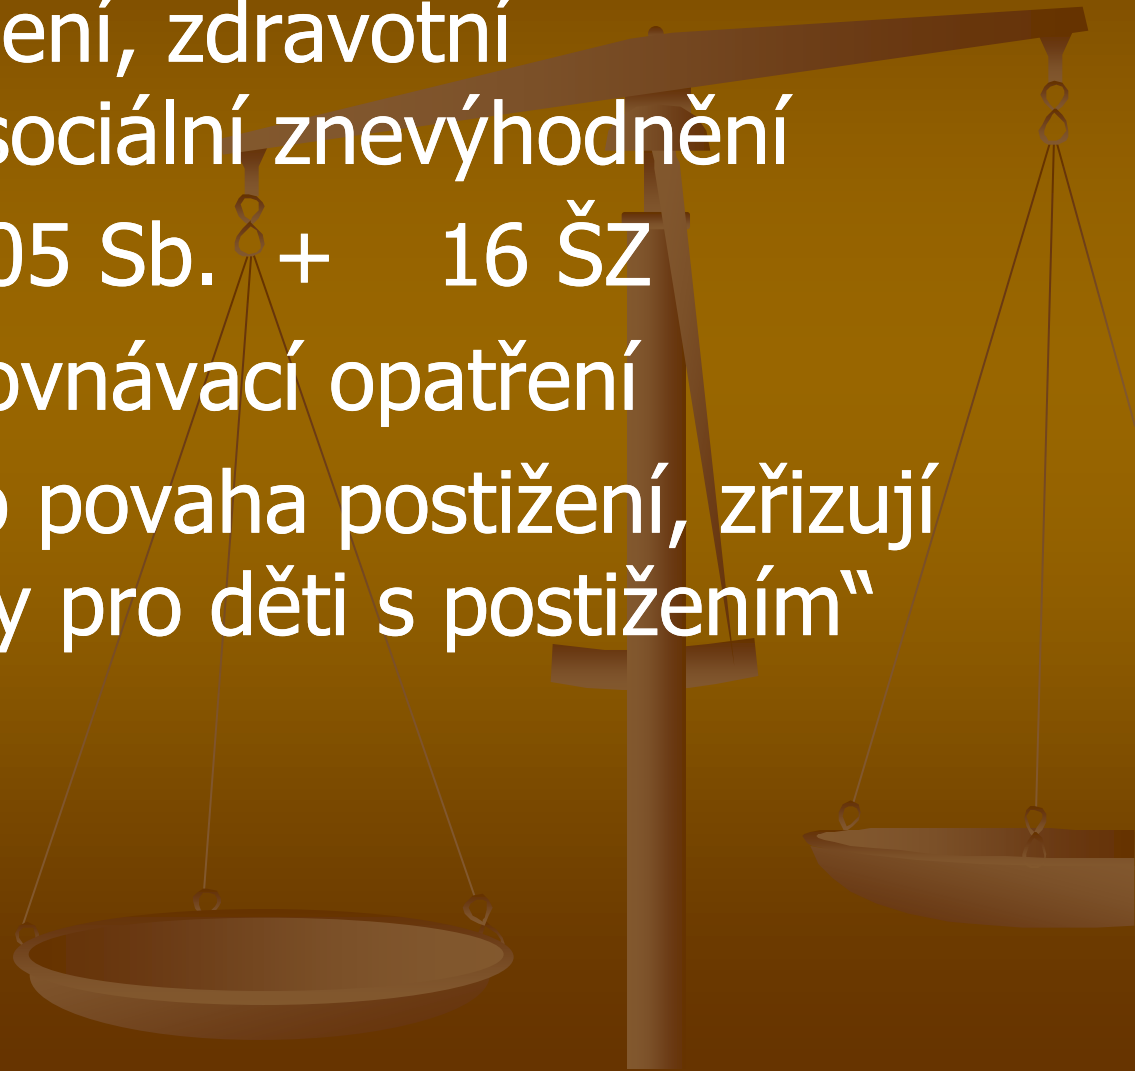 ení, zdravotní
sociální znevýhodnění
05 Sb. + 16 ŠZ
ovnávací opatření
o povaha postižení, zřizují
y pro děti s postižením“